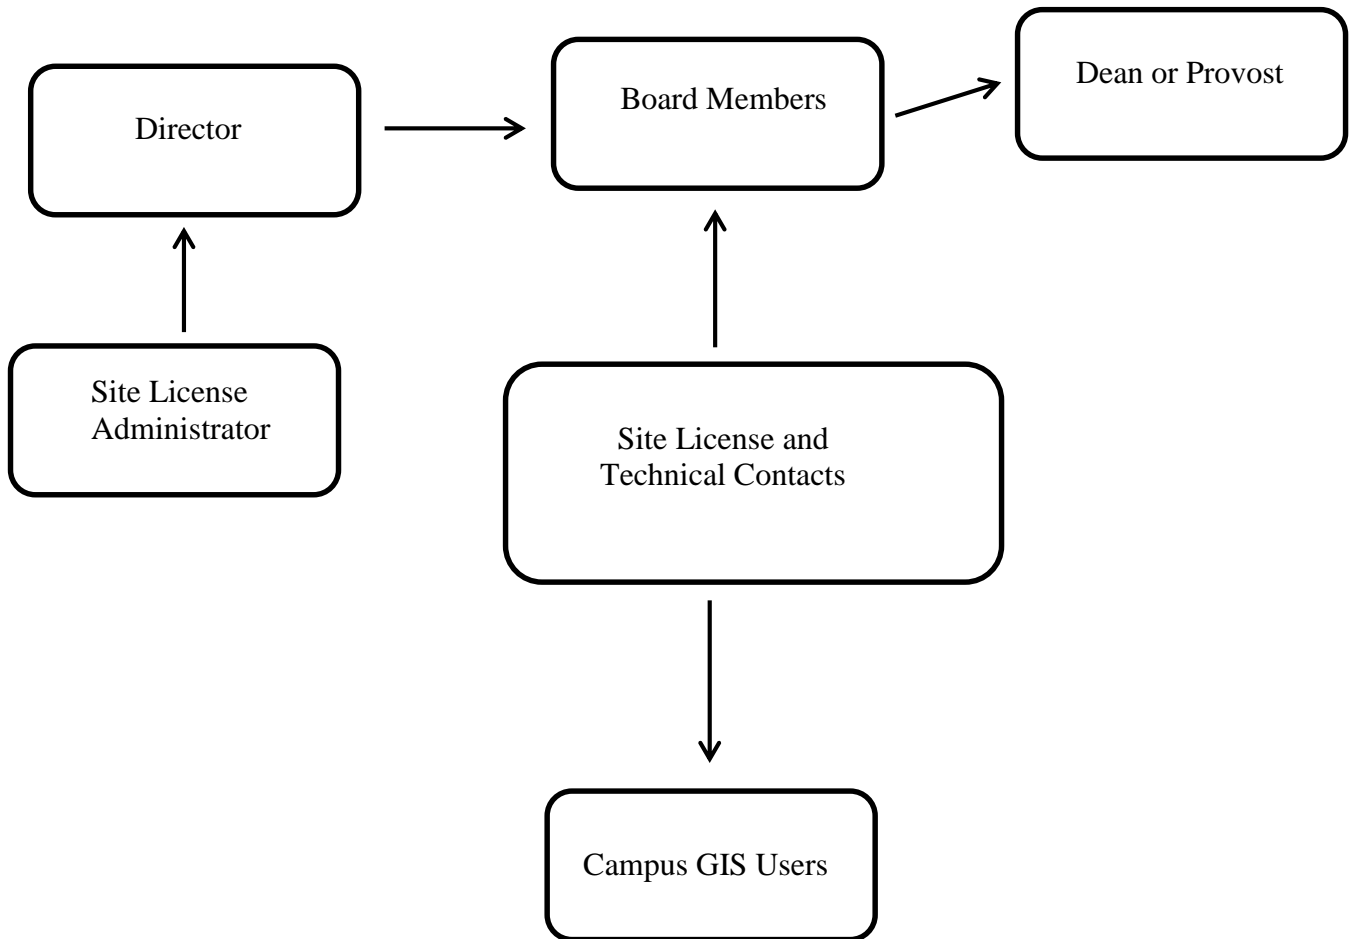 Dean or Provost
Board Members
Director
Site License
Administrator
Site License and
Technical Contacts
Campus GIS Users